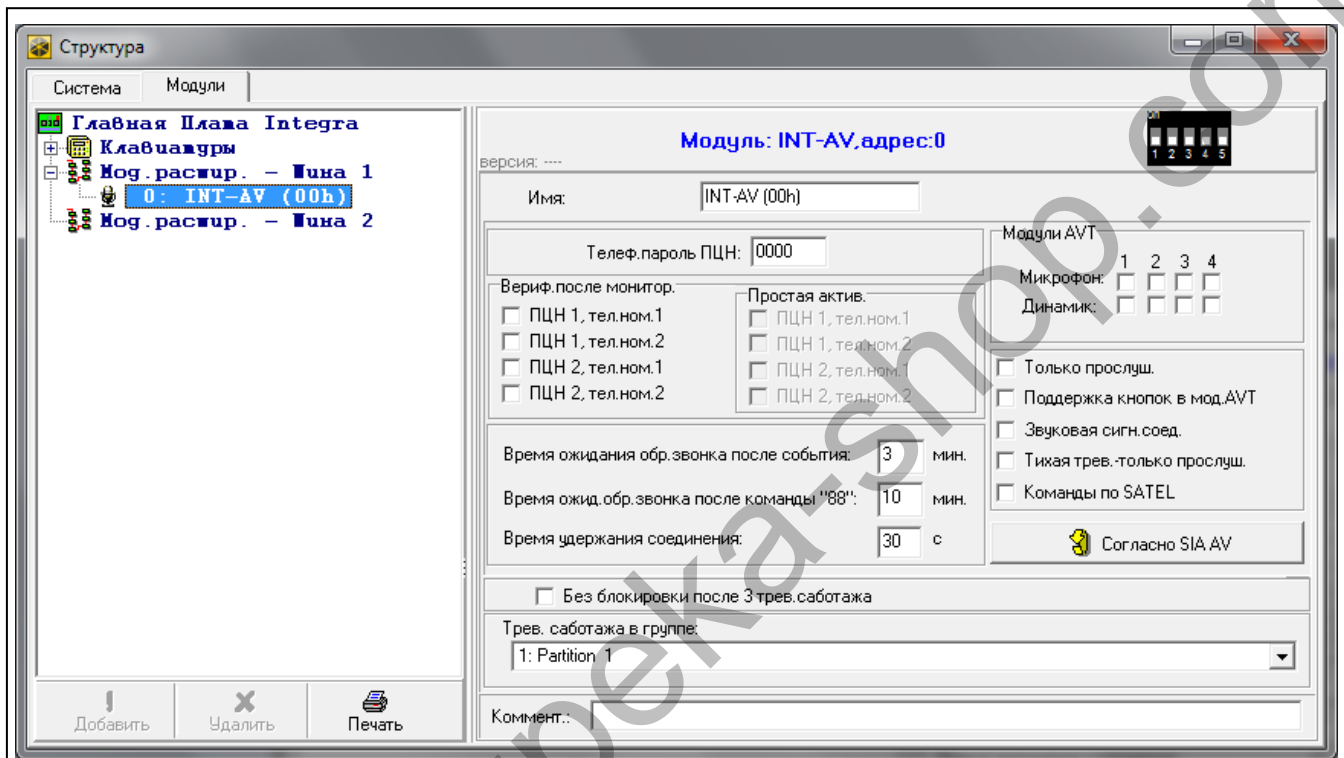 Структура
Система Модули
Главная Плата Integra
Клавиатуры
Мод.расшир. – Шина 1
0: INT-AV (00h)
Мод.расшир. – Шина 2
Добавить Удалить Печать
Модуль: INT-AV,адрес:0
on
1 2 3 4 5
версия: ----
Имя: INT-AV (00h)
Телеф.пароль ПЦН: 0000
Вериф.после монитор.
ПЦН 1, тел.ном.1
ПЦН 1, тел.ном.2
ПЦН 2, тел.ном.1
ПЦН 2, тел.ном.2
Простая актив.
ПЦН 1, тел.ном.1
ПЦН 1, тел.ном.2
ПЦН 2, тел.ном.1
ПЦН 2, тел.ном.2
Модули AVT
1 2 3 4
Микрофон:
Динамик:
Только прослуш.
Поддержка кнопок в мод.AVT
Звуковая сигн.соед.
Тихая трев.-только прослуш.
Команды по SATEL
Время ожидания обр.звонка после события: 3 мин.
Время ожид.обр.звонка после команды "88": 10 мин.
Время удержания соединения: 30 с
Согласно SIA AV
Без блокировки после 3 трев.саботажа
Трев. саботажа в группе:
1: Partition 1
Коммент.:
peka-shop.com